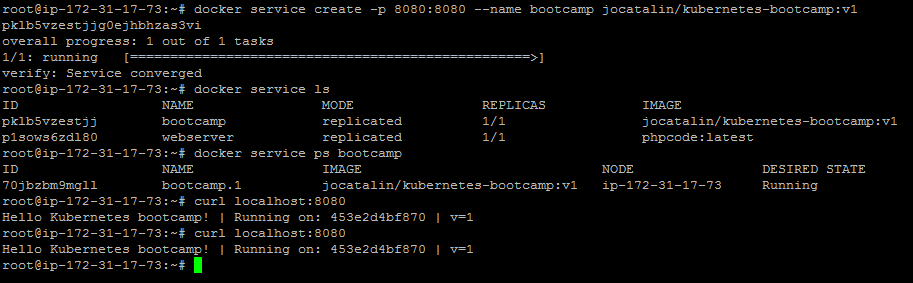 root@ip-172-31-17-73:~# docker service create -p 8080:8080 --name bootcamp jocatalin/kubernetes-bootcamp:v1
pklb5vzestjjg0ejhbhzas3vi
overall progress: 1 out of 1 tasks
1/1: running   [==================================================>]
verify: Service converged
root@ip-172-31-17-73:~# docker service ls
ID                  NAME                MODE                REPLICAS            IMAGE
pklb5vzestjj        bootcamp            replicated          1/1                 jocatalin/kubernetes-bootcamp:v1
p1sows6zdl80        webserver           replicated          1/1                 phpcode:latest
root@ip-172-31-17-73:~# docker service ps bootcamp
ID                  NAME                IMAGE                              NODE                DESIRED STATE
70jbzbm9mgll        bootcamp.1          jocatalin/kubernetes-bootcamp:v1   ip-172-31-17-73     Running
root@ip-172-31-17-73:~# curl localhost:8080
Hello Kubernetes bootcamp! | Running on: 453e2d4bf870 | v=1
root@ip-172-31-17-73:~# curl localhost:8080
Hello Kubernetes bootcamp! | Running on: 453e2d4bf870 | v=1
root@ip-172-31-17-73:~#